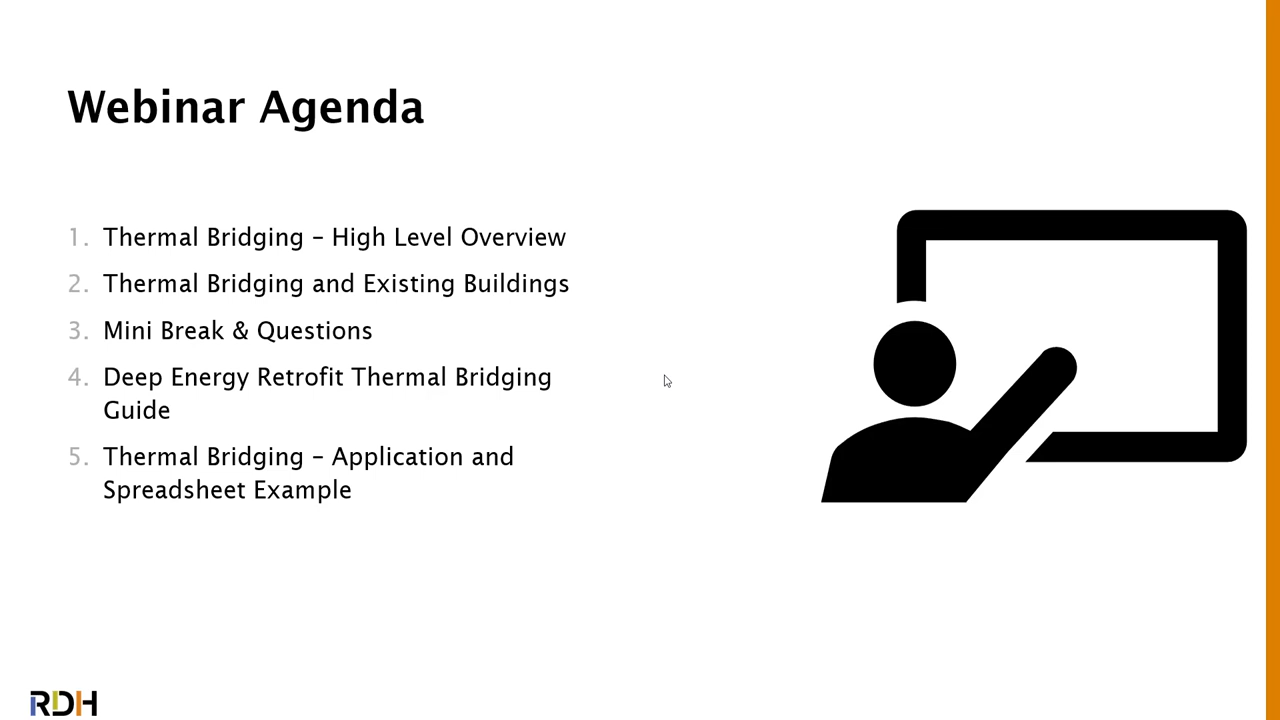 Webinar Agenda
1. Thermal Bridging – High Level Overview
2. Thermal Bridging and Existing Buildings
3. Mini Break & Questions
4. Deep Energy Retrofit Thermal Bridging
Guide
5. Thermal Bridging – Application and
Spreadsheet Example
RDH